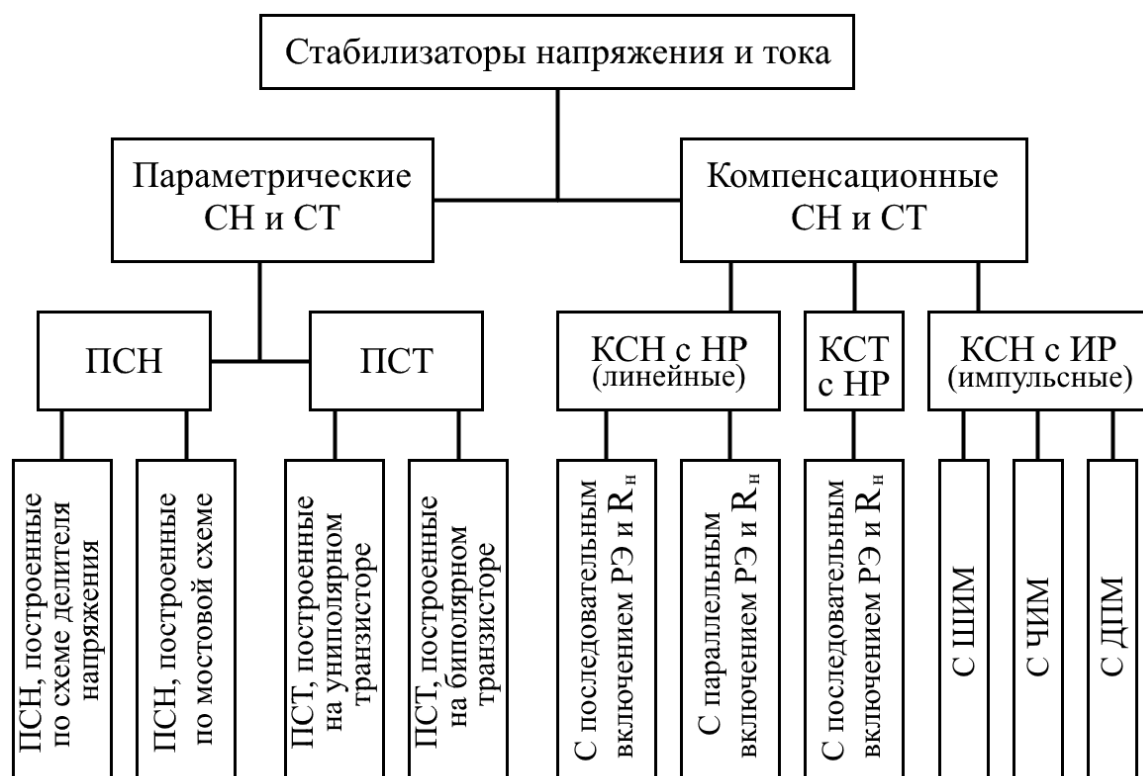 Стабилизаторы напряжения и тока
Параметрические
СН и СТ
Компенсационные
СН и СТ
ПСН
ПСТ
КСН с НР
(линейные)
КСТ
с НР
КСН с ИР
(импульсные)
ПСН, построенные
по схеме делителя
напряжения
ПСН, построенные
по мостовой схеме
ПСТ, построенные
на униполярном
транзисторе
ПСТ, построенные
на биполярном
транзисторе
С последовательным
включением РЭ и Rн
С параллельным
включением РЭ и Rн
С последовательным
включением РЭ и Rн
С ШИМ
С ЧИМ
С ДПМ